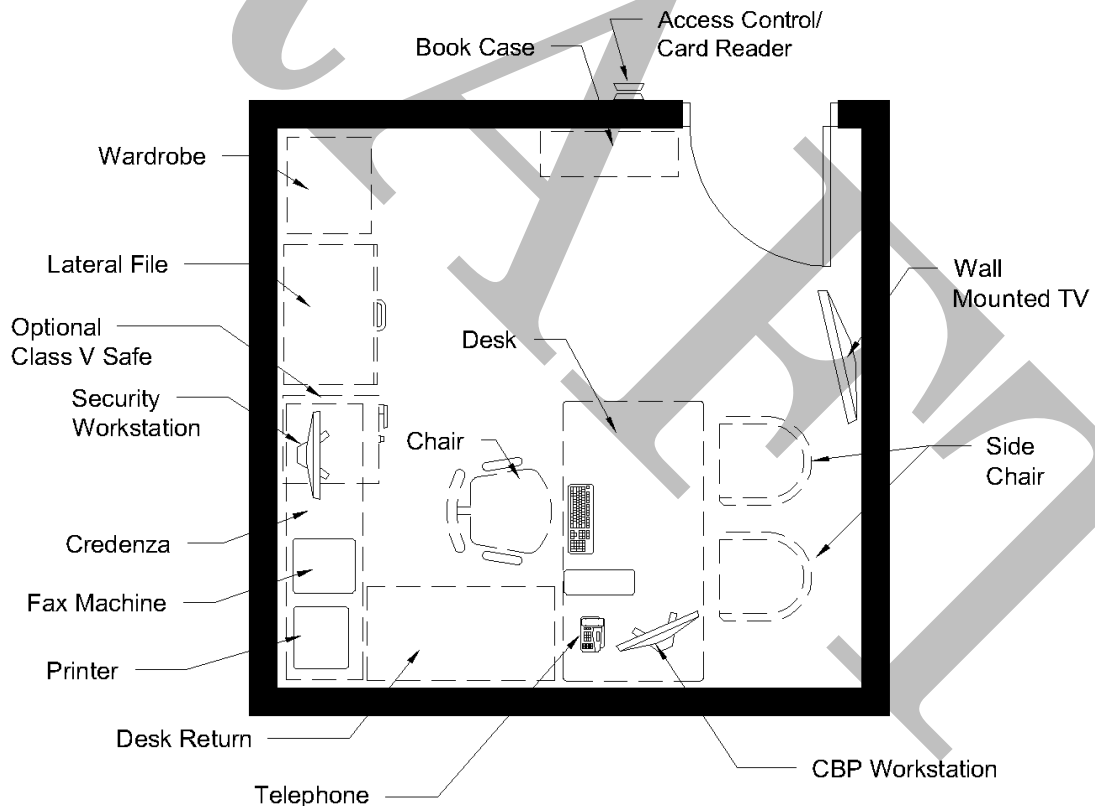 Access Control/
Card Reader
Book Case
Wardrobe
Lateral File
Wall
Mounted TV
Optional
Class V Safe
Desk
Security
Workstation
Chair
Side
Chair
Credenza
Fax Machine
Printer
Desk Return
CBP Workstation
Telephone